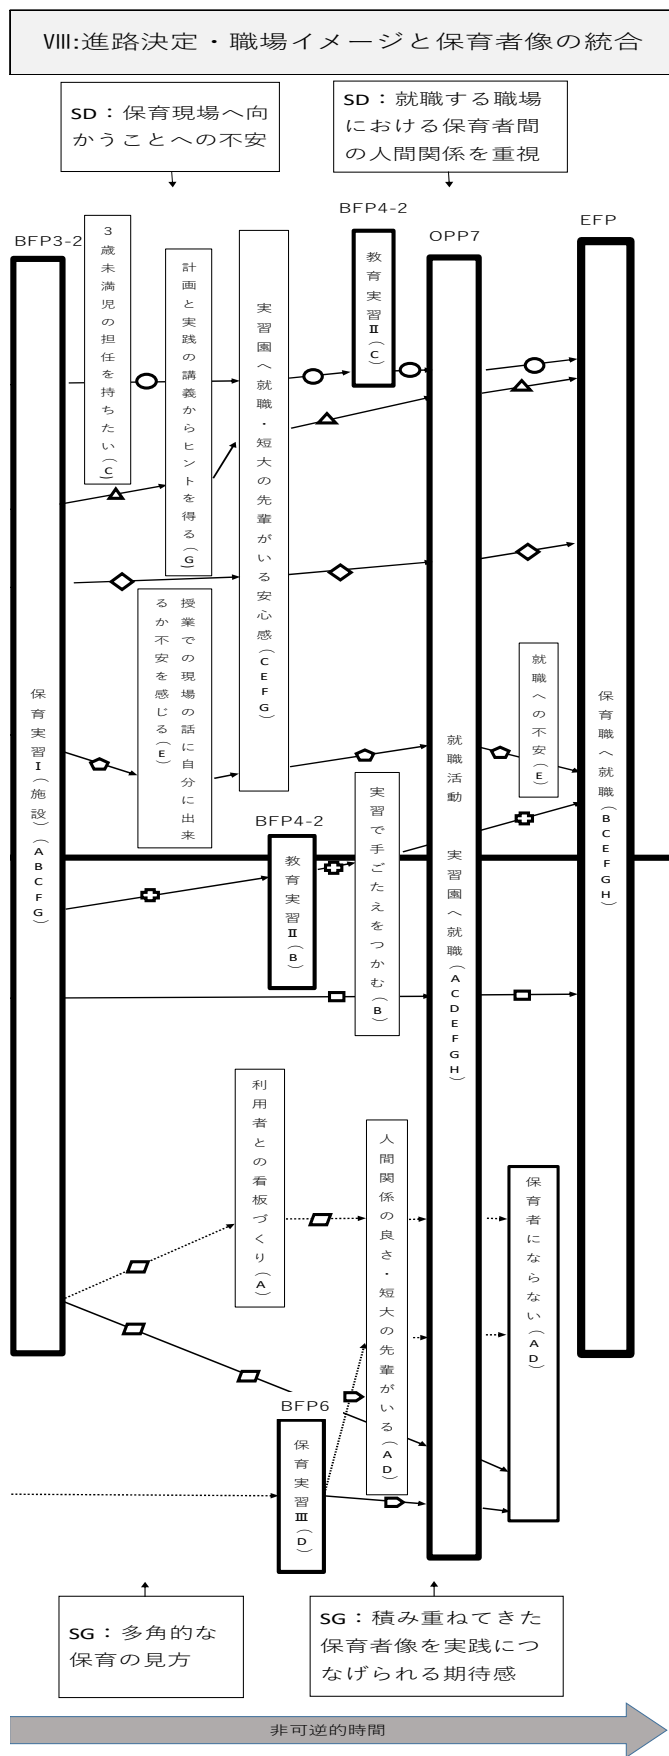 VIII:進路決定・職場イメージと保育者像の統合
SD：保育現場へ向
かうことへの不安
SD：就職する職場
における保育者間
の人間関係を重視
BFP3-2
BFP4-2
OPP7
EFP
3歳未満児の担任を持ちたい(C)
計画と実践の講義からヒントを得る(G)
実習園へ就職・短大の先輩がいる安心感(CEFG)
教育実習Ⅱ(C)
授業での現場の話に自分に出来
るか不安を感じる(E)
保育実習Ⅰ(施設)(ABCFG)
就職活動　実習園へ就職(ACDEFGH)
就職への不安(E)
保育職へ就職(BCEFGH)
BFP4-2
教育実習Ⅱ(B)
実習で手ごたえをつかむ(B)
利用者との看板づくり(A)
人間関係の良さ・短大の先輩がいる(AD)
保育者にならない(AD)
BFP6
保育実習Ⅲ(D)
SG：多角的な
保育の見方
SG：積み重ねてきた
保育者像を実践につ
なげられる期待感
非可逆的時間